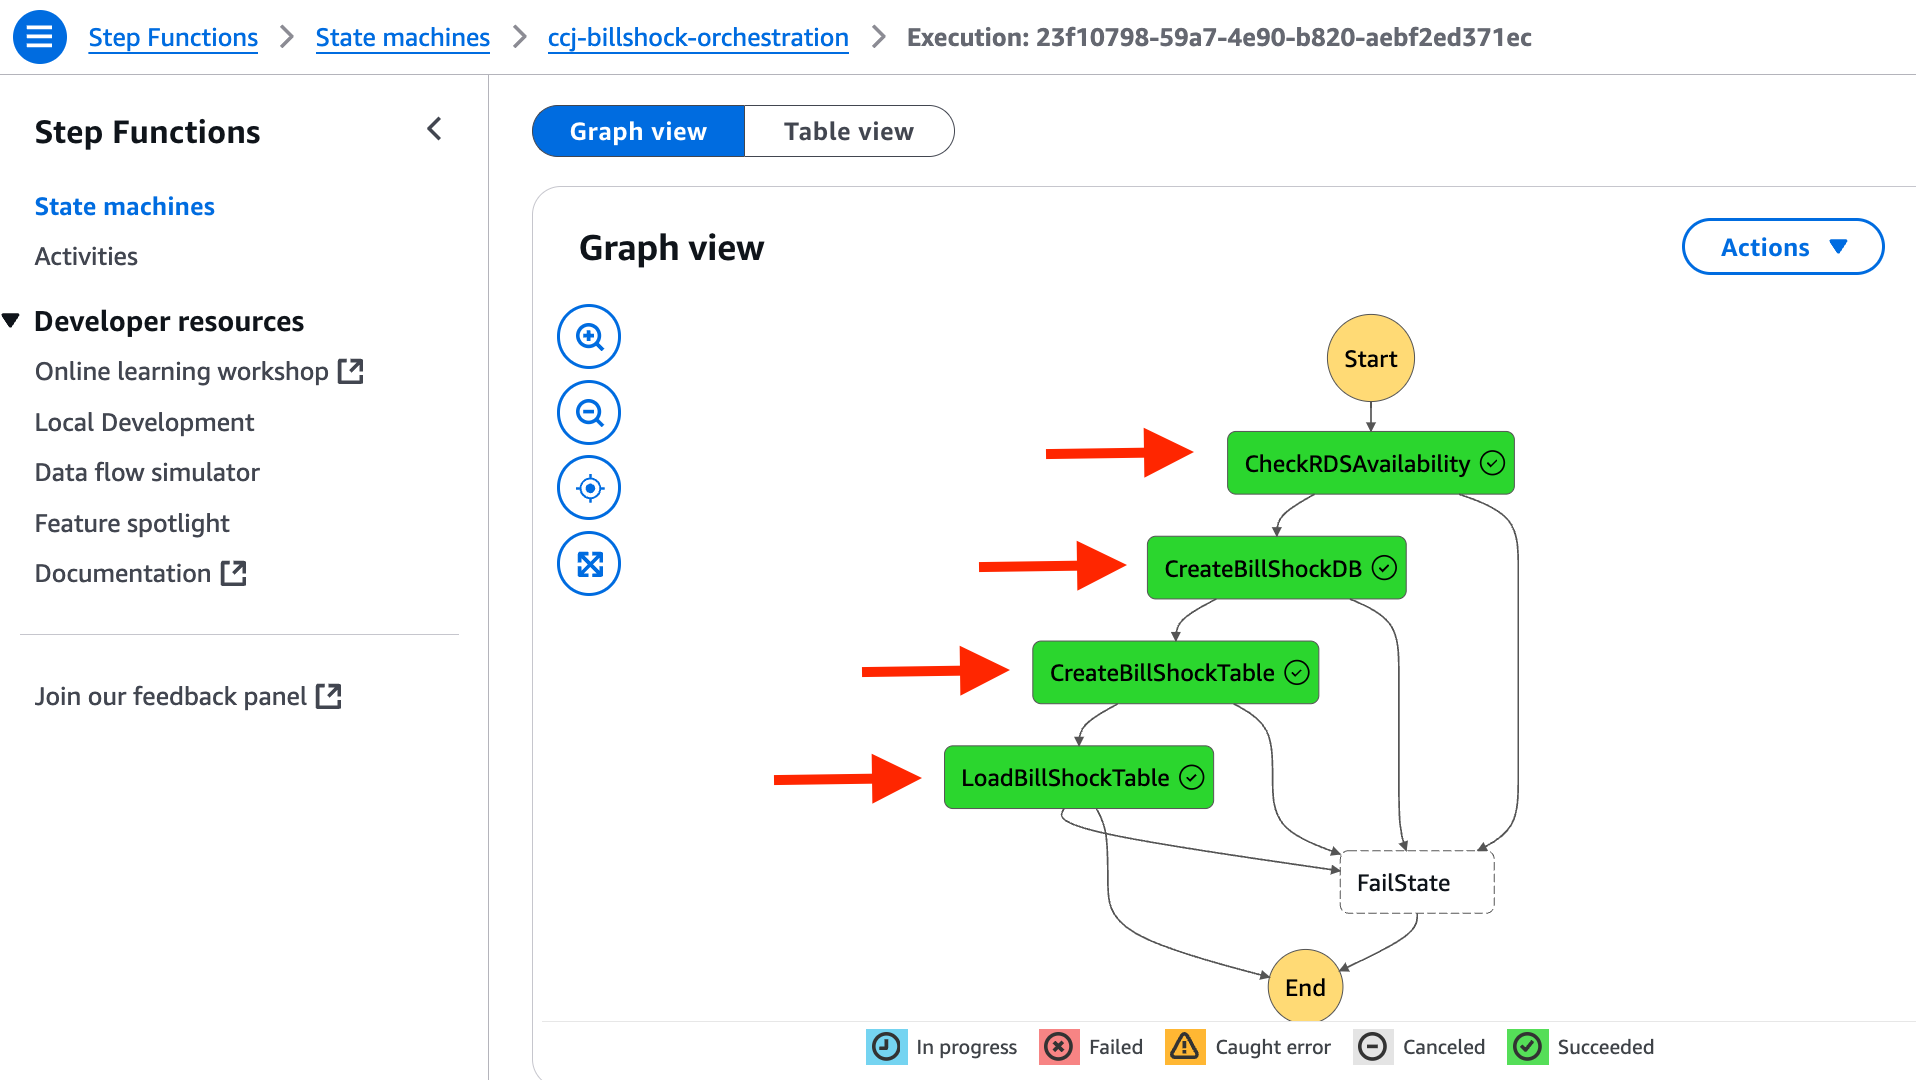 Step Functions > State machines > ccj-billshock-orchestration > Execution: 23f10798-59a7-4e90-b820-aebf2ed371ec
Step Functions
State machines
Activities
Developer resources
Online learning workshop
Local Development
Data flow simulator
Feature spotlight
Documentation
Join our feedback panel
Graph view Table view
Graph view
Actions
Start
CheckRDSAvailability
CreateBillShockDB
CreateBillShockTable
LoadBillShockTable
FailState
End
In progress Failed Caught error Canceled Succeeded